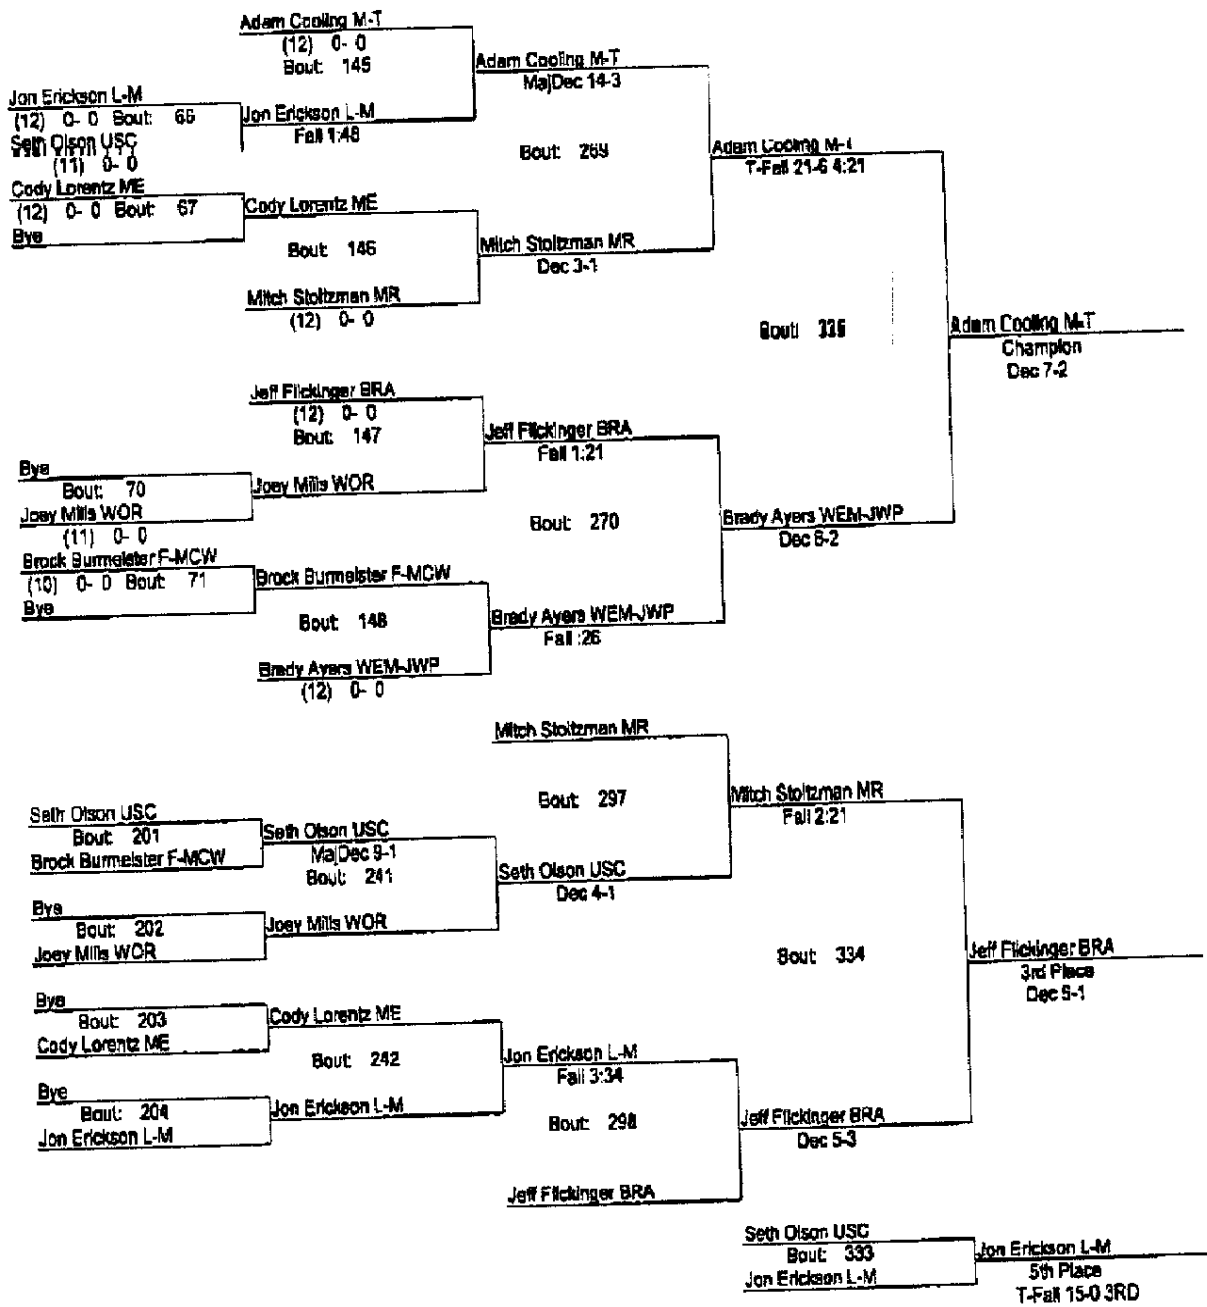 Adam Cooling M-T
(12) 0- 0
Bout: 145
Adam Cooling M-T
MajDec 14-3
Jon Erickson L-M
(12) 0- 0 Bout: 66
Jon Erickson L-M
Fall 1:48
Seth Olson USC
(11) 0- 0
Bout: 269
Adam Cooling M-T
T-Fall 21-6 4:21
Cody Lorentz ME
(12) 0- 0 Bout: 67
Cody Lorentz ME
Bye
Bout: 146
Mitch Stoltzman MR
Dec 3-1
Mitch Stoltzman MR
(12) 0- 0
Bout: 335
Adam Cooling M-T
Champion
Dec 7-2
Jeff Flickinger BRA
(12) 0- 0
Bout: 147
Jeff Flickinger BRA
Fall 1:21
Bye
Bout: 70
Joey Mills WOR
Joey Mills WOR
(11) 0- 0
Bout: 270
Brady Ayers WEM-JWP
Dec 6-2
Brock Burmeister F-MCW
(10) 0- 0 Bout: 71
Brock Burmeister F-MCW
Bye
Bout: 148
Brady Ayers WEM-JWP
Fall :26
Brady Ayers WEM-JWP
(12) 0- 0
Mitch Stoltzman MR
Bout: 297
Mitch Stoltzman MR
Fall 2:21
Seth Olson USC
Bout: 201
Seth Olson USC
MajDec 9-1
Brock Burmeister F-MCW
Bout: 241
Seth Olson USC
Dec 4-1
Bye
Bout: 202
Joey Mills WOR
Joey Mills WOR
Bout: 334
Jeff Flickinger BRA
3rd Place
Dec 5-1
Bye
Bout: 203
Cody Lorentz ME
Cody Lorentz ME
Bout: 242
Jon Erickson L-M
Fall 3:34
Bye
Bout: 204
Jon Erickson L-M
Jon Erickson L-M
Bout: 298
Jeff Flickinger BRA
Dec 5-3
Jeff Flickinger BRA
Seth Olson USC
Bout: 333
Jon Erickson L-M
Jon Erickson L-M
5th Place
T-Fall 15-0 3RD